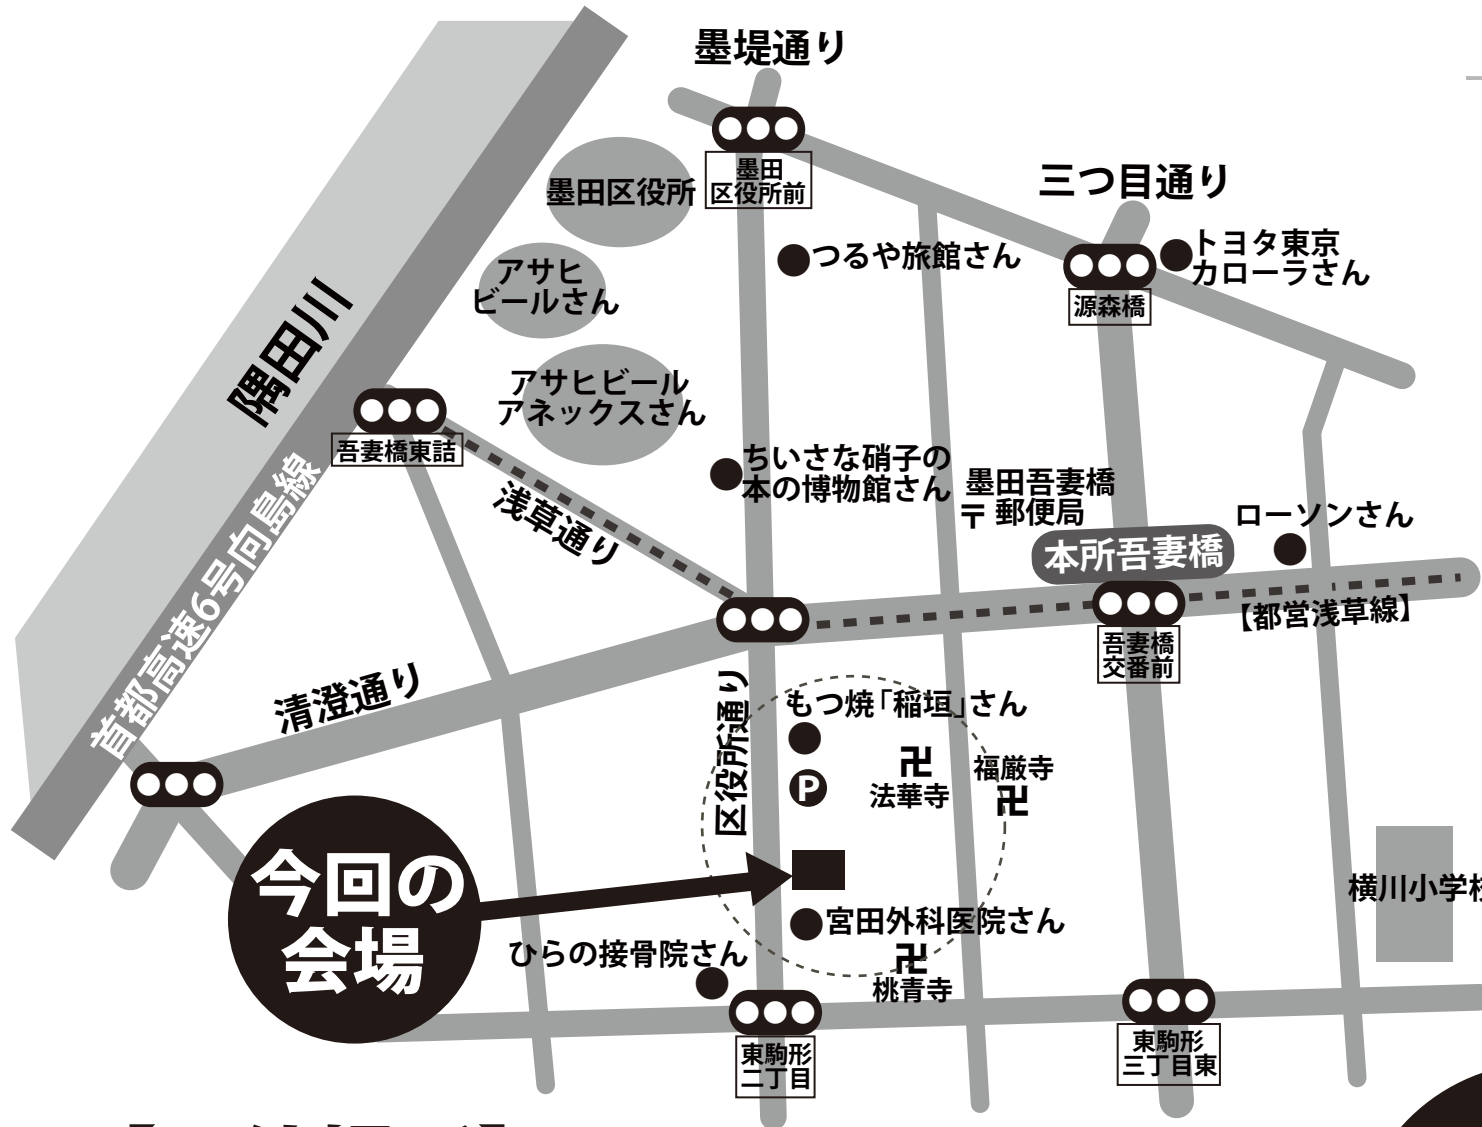 墨堤通り
墨田
区役所前
墨田区役所
三つ目通り
つるや旅館さん
トヨタ東京
カローラさん
アサヒ
ビールさん
源森橋
隅田川
アサヒビール
アネックスさん
吾妻橋東詰
首都高速6号向島線
浅草通り
ちいさな硝子の
本の博物館さん
墨田吾妻橋
〒郵便局
ローソンさん
本所吾妻橋
【都営浅草線】
吾妻橋
交番前
清澄通り
区役所通り
もつ焼「稲垣」さん
P
卍
法華寺
福厳寺
卍
今回の
会場
宮田外科医院さん
ひらの接骨院さん
卍
桃青寺
横川小学校
東駒形
二丁目
東駒形
三丁目東